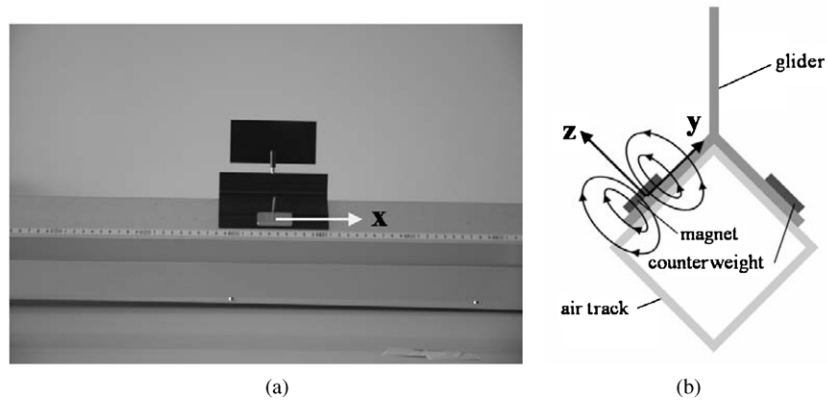 x
(a)
glider
z
y
magnet
counterweight
air track
(b)